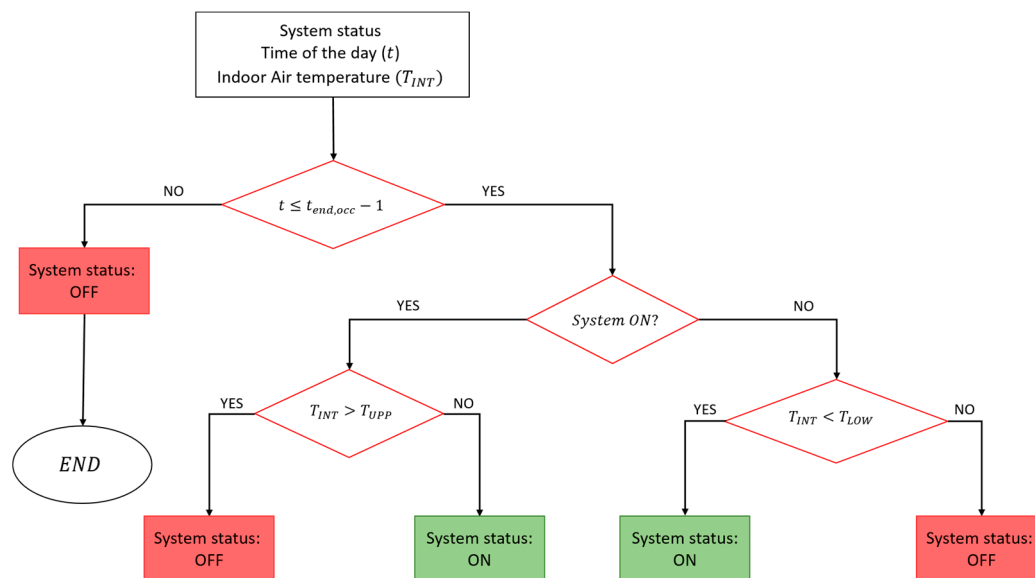 System status
Time of the day (t)
Indoor Air temperature (T_INT)
NO
YES
t ≤ t_end,occ − 1
System status:
OFF
YES
NO
System ON?
YES
NO
T_INT > T_UPP
YES
NO
T_INT < T_LOW
END
System status:
OFF
System status:
ON
System status:
ON
System status:
OFF